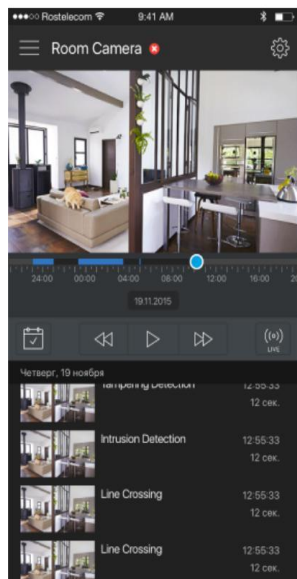 Rostelecom 9:41 AM
Room Camera
24:00 00:00 04:00 08:00 12:00 16:00
19.11.2015
LIVE
Четверг, 19 ноября
Tampering Detection 12:55:33
12 сек.
Intrusion Detection 12:55:33
12 сек.
Line Crossing 12:55:33
12 сек.
Line Crossing 12:55:33
12 сек.